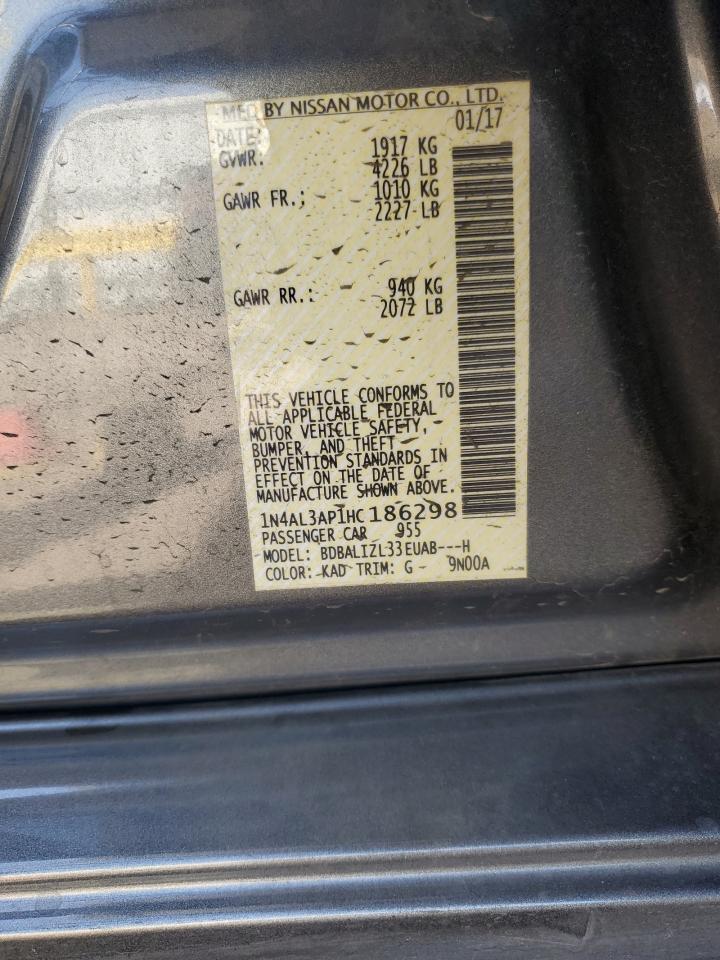 MFD BY NISSAN MOTOR CO., LTD.
DATE: 01/17
GVWR: 1917 KG
4226 LB
GAWR FR.: 1010 KG
2227 LB
GAWR RR.: 940 KG
2072 LB
THIS VEHICLE CONFORMS TO
ALL APPLICABLE FEDERAL
MOTOR VEHICLE SAFETY,
BUMPER, AND THEFT
PREVENTION STANDARDS IN
EFFECT ON THE DATE OF
MANUFACTURE SHOWN ABOVE.
1N4AL3AP1HC186298
PASSENGER CAR 955
MODEL: BDBALIZL33EUAB---H
COLOR: KAD TRIM: G 9N00A